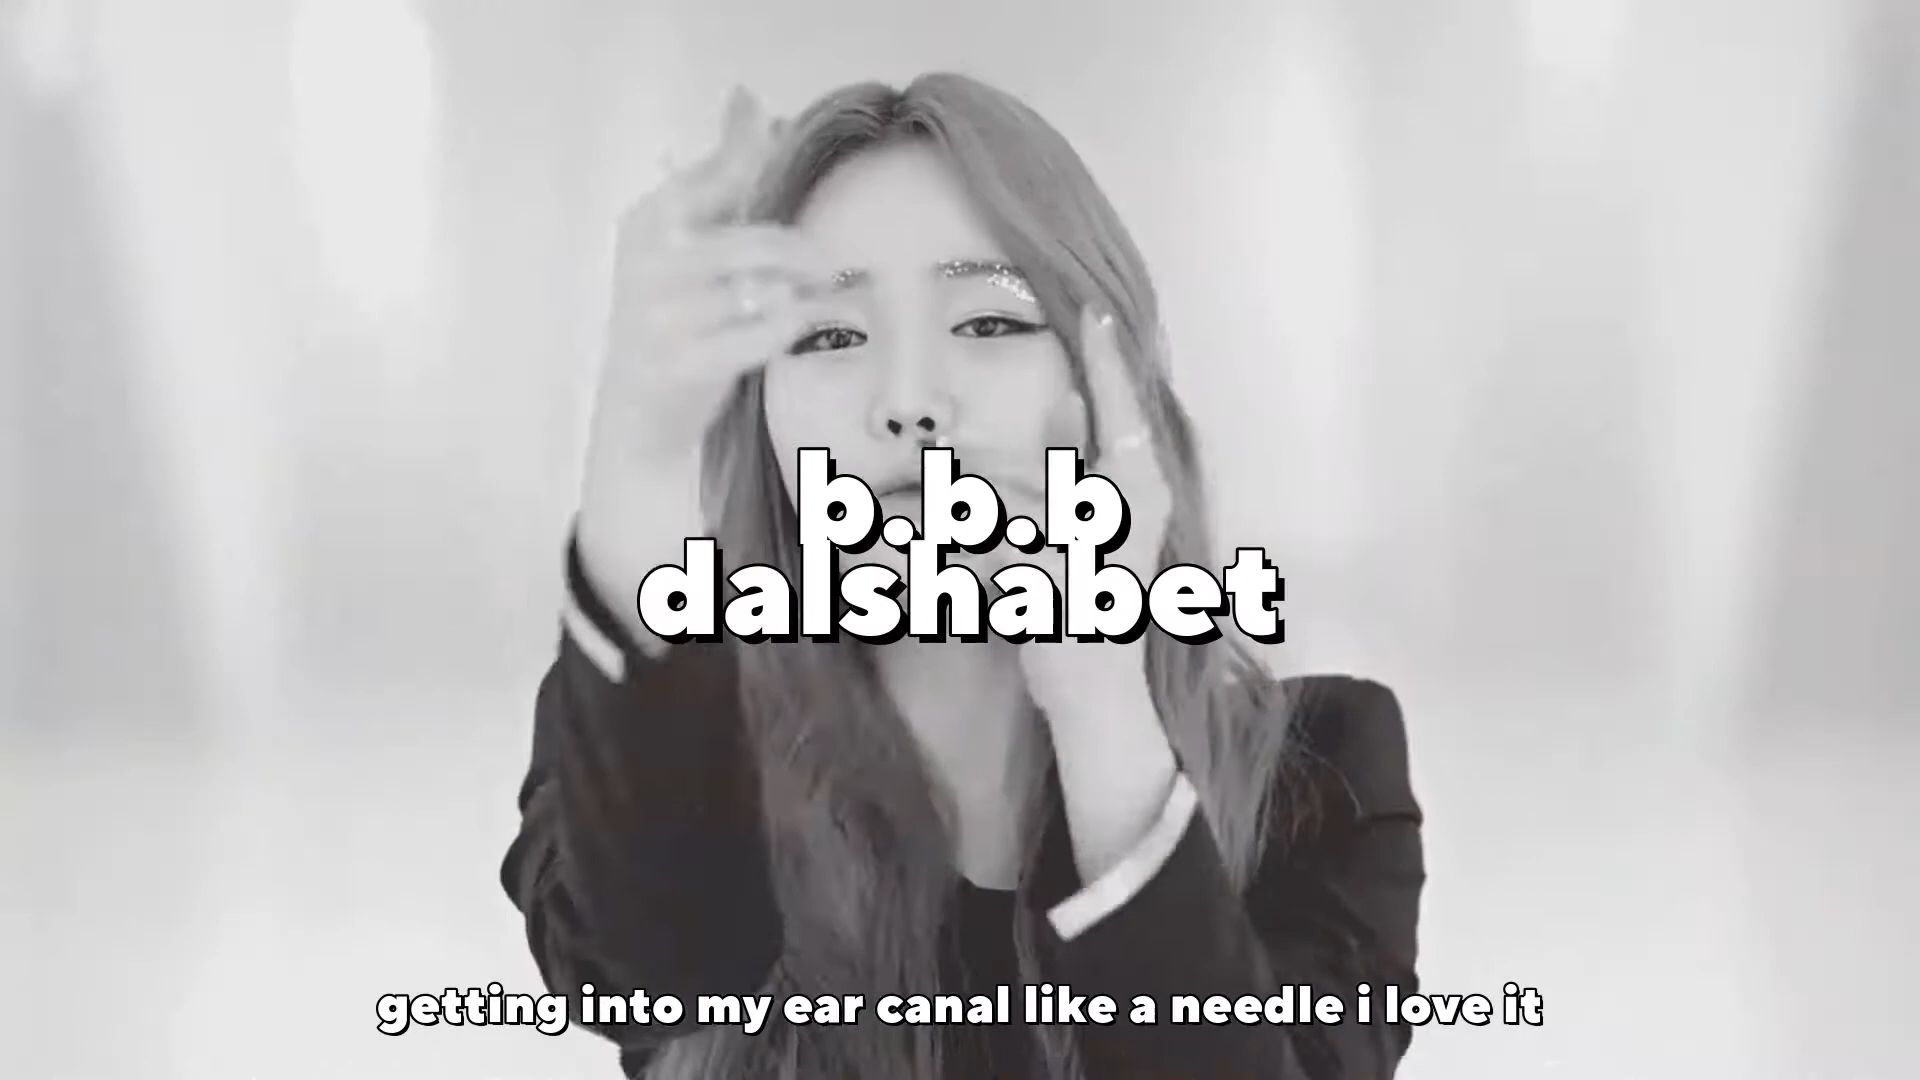 b.b.b
dalshabet
getting into my ear canal like a needle i love it